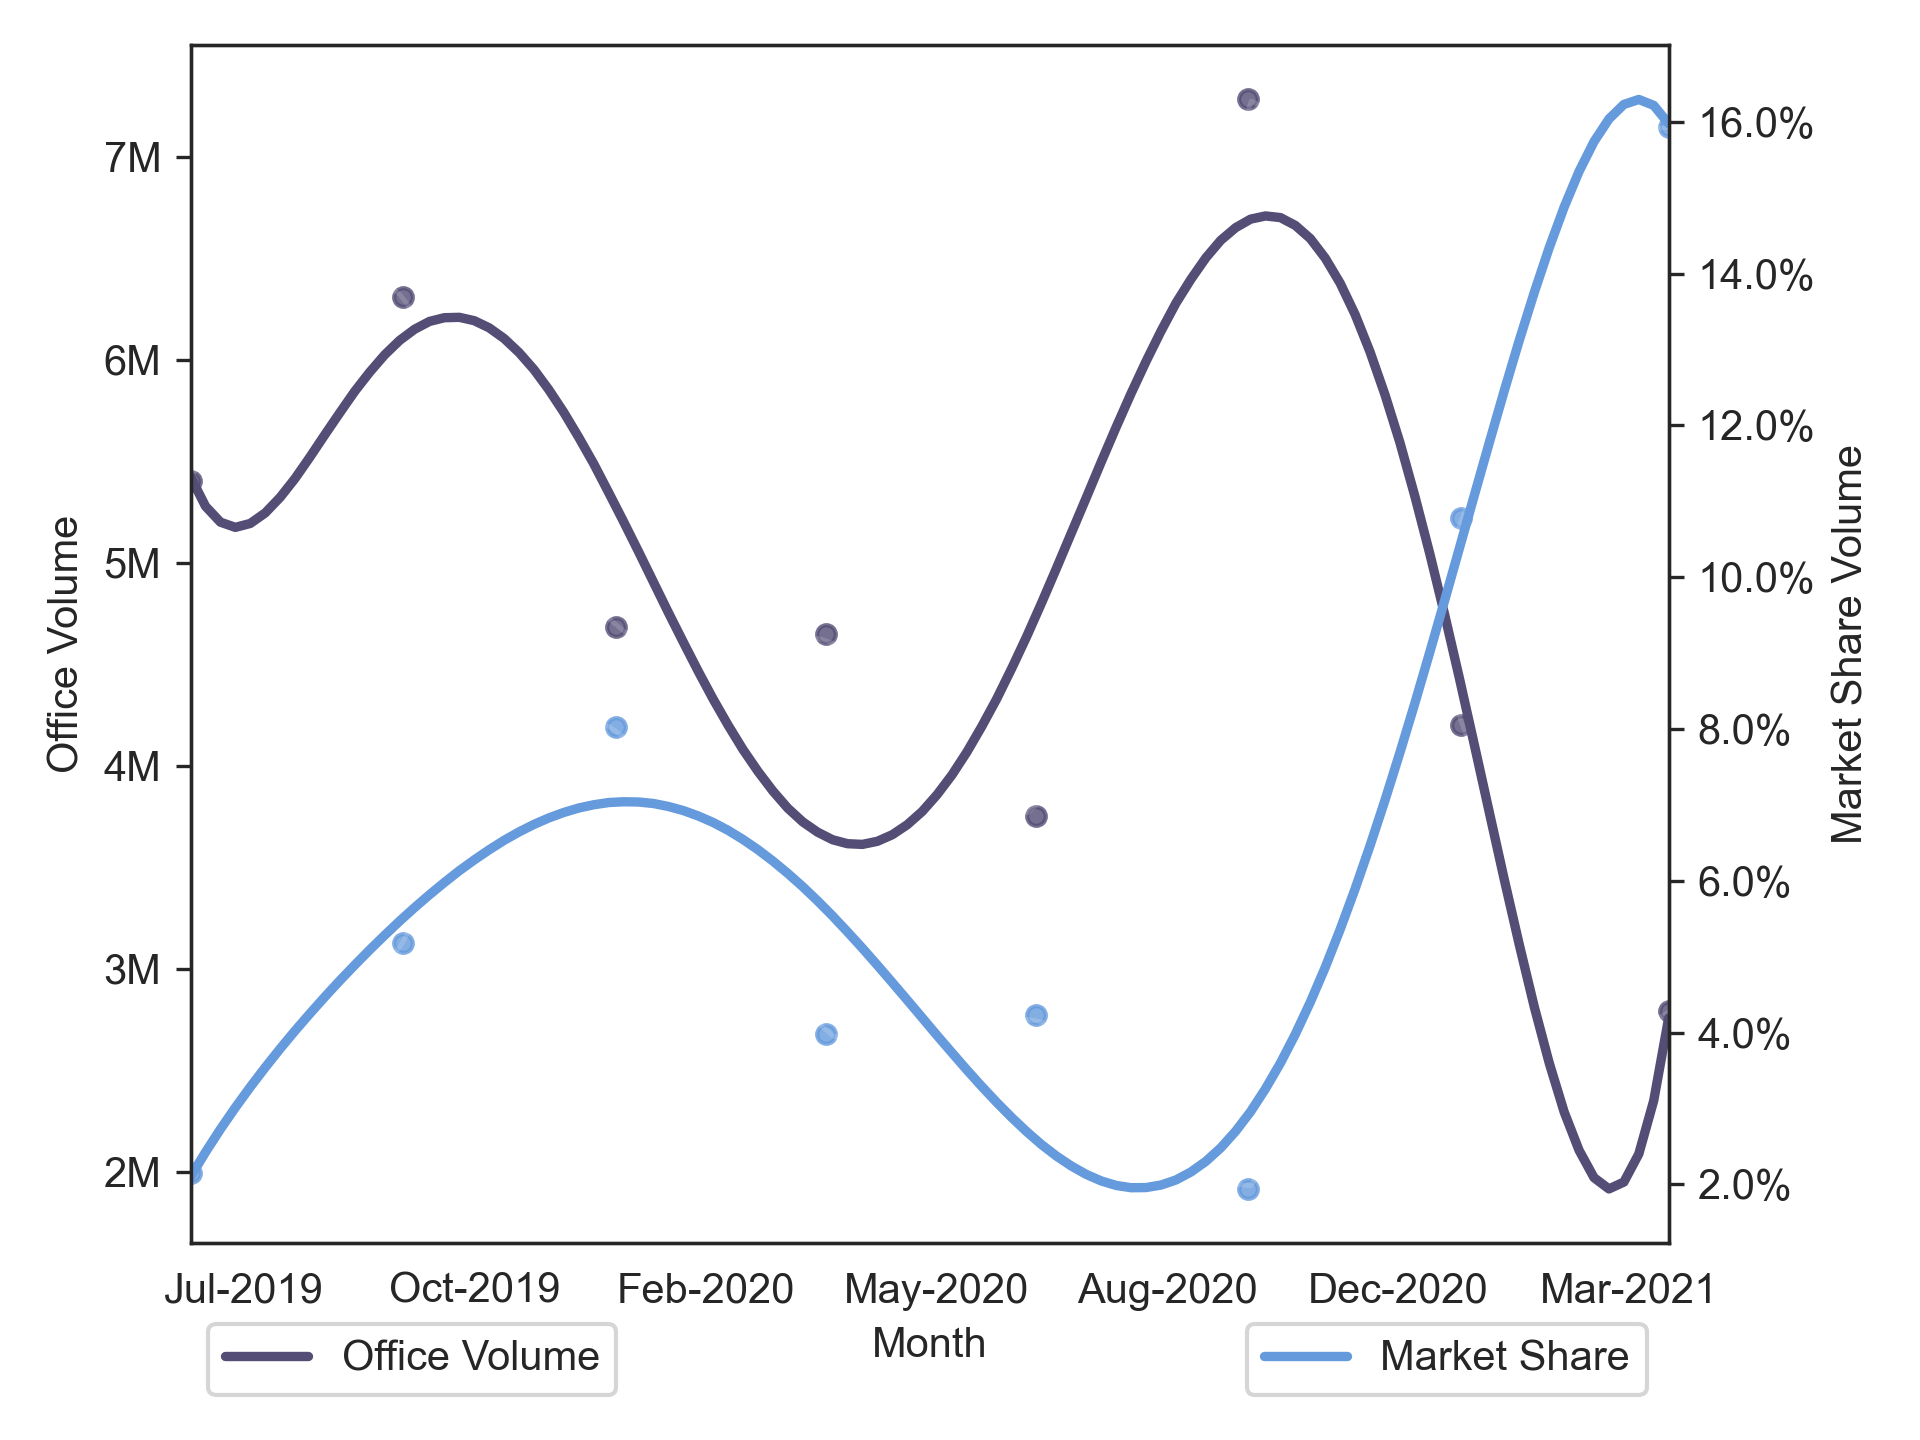 7M
6M
5M
4M
3M
2M
Office Volume
16.0%
14.0%
12.0%
10.0%
8.0%
6.0%
4.0%
2.0%
Market Share Volume
Jul-2019 Oct-2019 Feb-2020 May-2020 Aug-2020 Dec-2020 Mar-2021
Month
Office Volume
Market Share